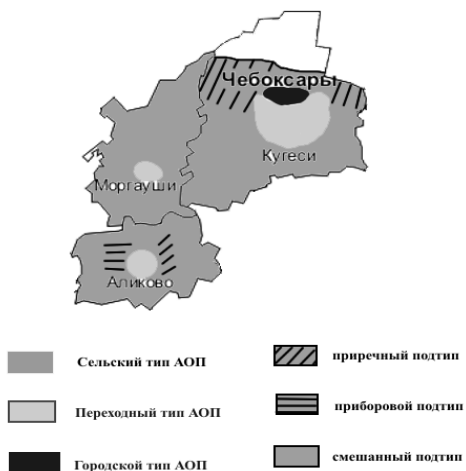 Чебоксары
Кугеси
Моргауши
Аликово
Сельский тип АОП
приречный подтип
Переходный тип АОП
приборовой подтип
Городской тип АОП
смешанный подтип